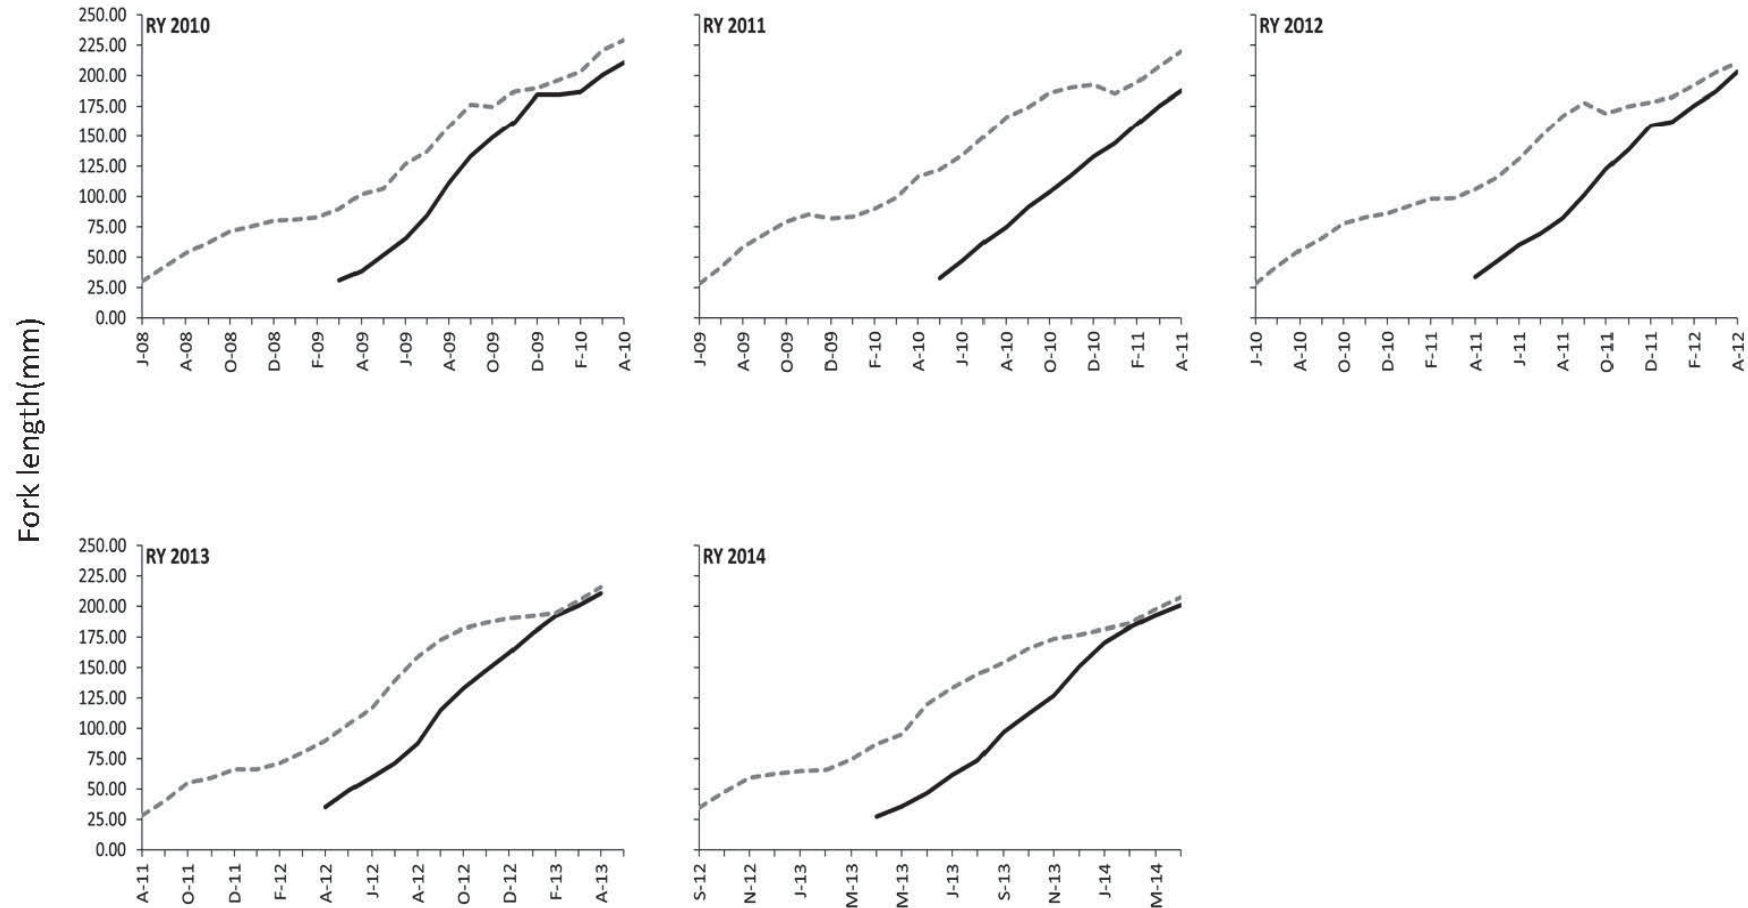 Fork length(mm)
RY 2010
250.00
225.00
200.00
175.00
150.00
125.00
100.00
75.00
50.00
25.00
0.00
J-08
A-08
O-08
D-08
F-09
A-09
J-09
A-09
O-09
D-09
F-10
A-10
RY 2011
J-09
A-09
O-09
D-09
F-10
A-10
J-10
A-10
O-10
D-10
F-11
A-11
RY 2012
J-10
A-10
O-10
D-10
F-11
A-11
J-11
A-11
O-11
D-11
F-12
A-12
RY 2013
250.00
225.00
200.00
175.00
150.00
125.00
100.00
75.00
50.00
25.00
0.00
A-11
O-11
D-11
F-12
A-12
J-12
A-12
O-12
D-12
F-13
A-13
RY 2014
S-12
N-12
J-13
M-13
M-13
J-13
S-13
N-13
J-14
M-14